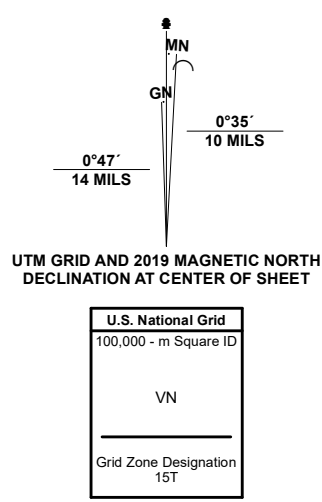 MN
GN
0°35´
10 MILS
0°47´
14 MILS
UTM GRID AND 2019 MAGNETIC NORTH
DECLINATION AT CENTER OF SHEET
U.S. National Grid
100,000 - m Square ID
VN
Grid Zone Designation
15T